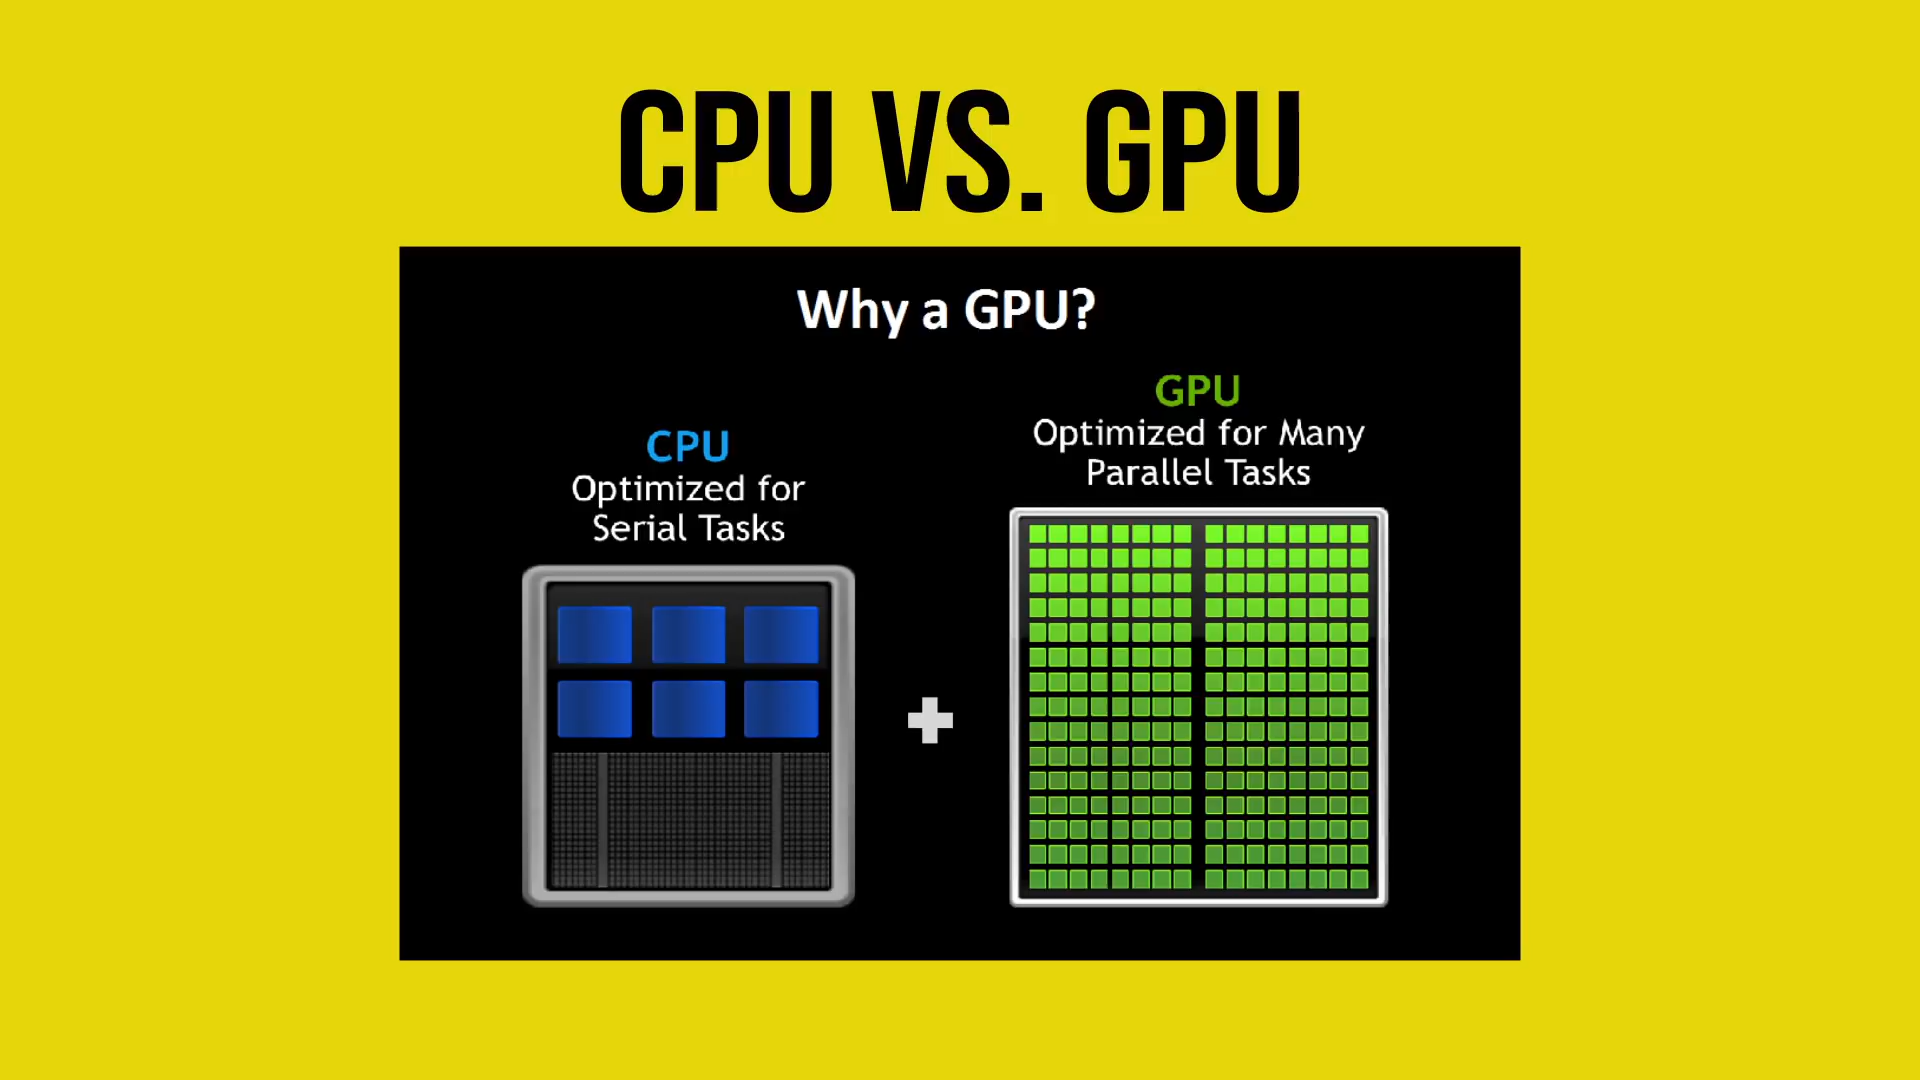 CPU VS. GPU
Why a GPU?
CPU
Optimized for
Serial Tasks
GPU
Optimized for Many
Parallel Tasks